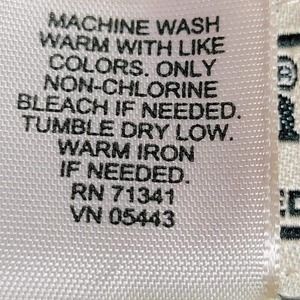 MACHINE WASH
WARM WITH LIKE
COLORS. ONLY
NON-CHLORINE
BLEACH IF NEEDED.
TUMBLE DRY LOW.
WARM IRON
IF NEEDED.
RN 71341
VN 05443
®